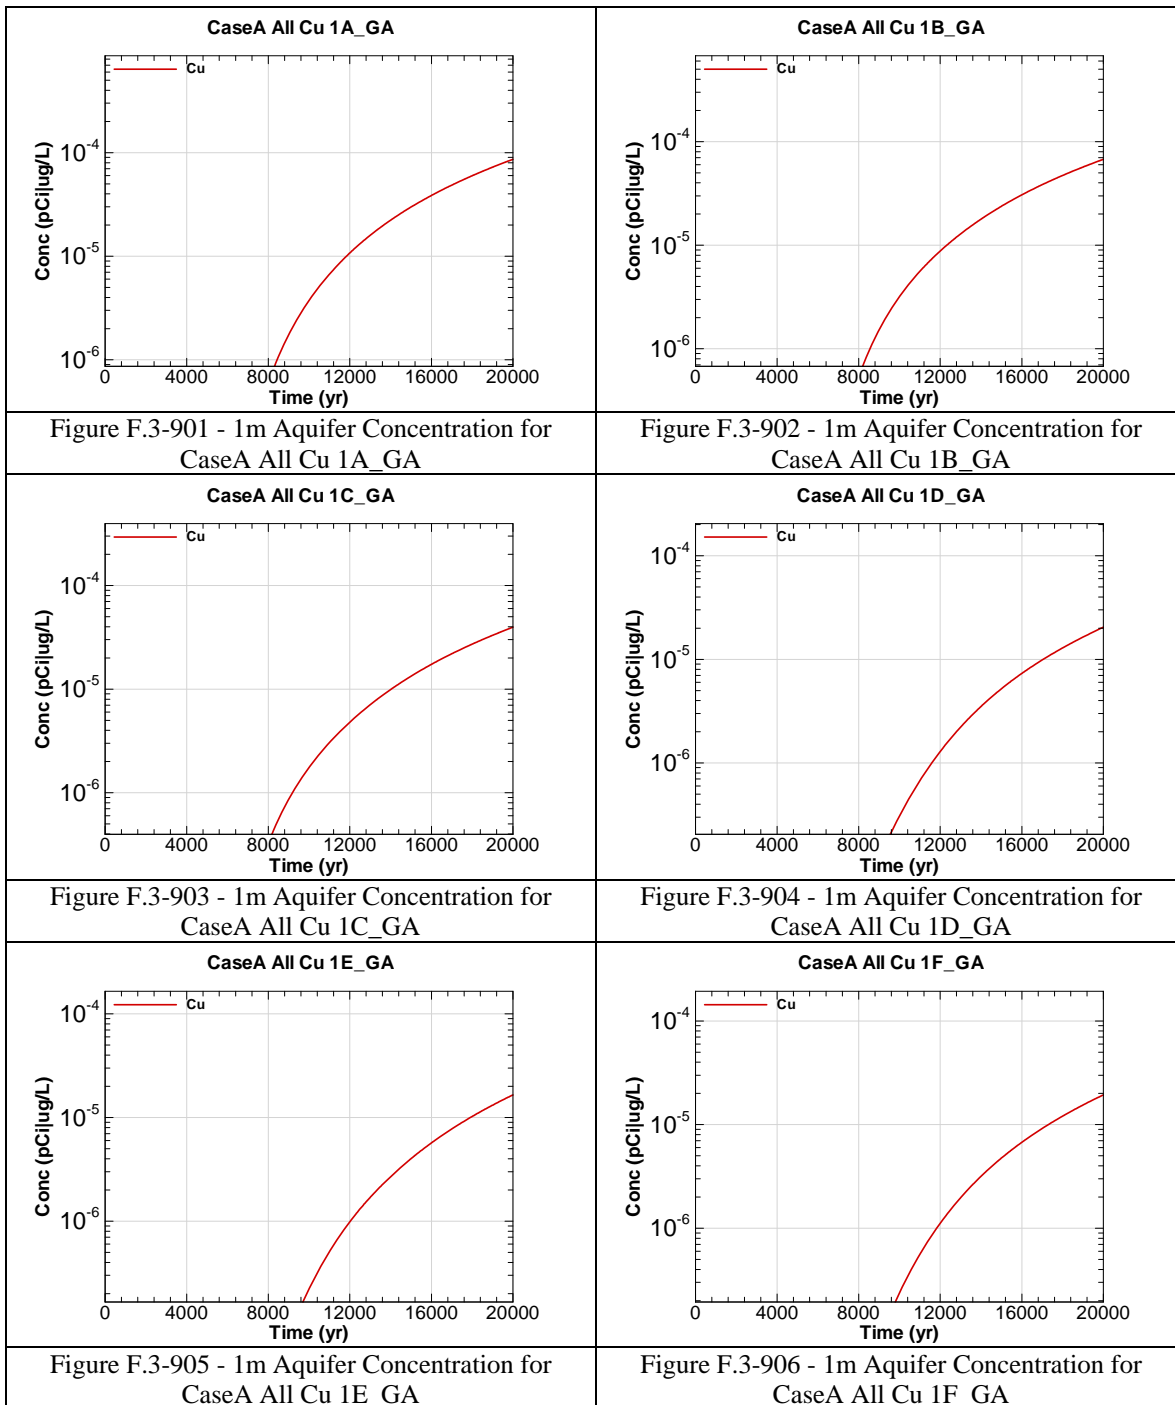 CaseA All Cu 1A_GA
Cu
10^-4
10^-5
10^-6
Conc (pCi|ug/L)
0 4000 8000 12000 16000 20000
Time (yr)
Figure F.3-901 - 1m Aquifer Concentration for
CaseA All Cu 1A_GA
CaseA All Cu 1B_GA
Cu
10^-4
10^-5
10^-6
Conc (pCi|ug/L)
0 4000 8000 12000 16000 20000
Time (yr)
Figure F.3-902 - 1m Aquifer Concentration for
CaseA All Cu 1B_GA
CaseA All Cu 1C_GA
Cu
10^-4
10^-5
10^-6
Conc (pCi|ug/L)
0 4000 8000 12000 16000 20000
Time (yr)
Figure F.3-903 - 1m Aquifer Concentration for
CaseA All Cu 1C_GA
CaseA All Cu 1D_GA
Cu
10^-4
10^-5
10^-6
Conc (pCi|ug/L)
0 4000 8000 12000 16000 20000
Time (yr)
Figure F.3-904 - 1m Aquifer Concentration for
CaseA All Cu 1D_GA
CaseA All Cu 1E_GA
Cu
10^-4
10^-5
10^-6
Conc (pCi|ug/L)
0 4000 8000 12000 16000 20000
Time (yr)
Figure F.3-905 - 1m Aquifer Concentration for
CaseA All Cu 1E_GA
CaseA All Cu 1F_GA
Cu
10^-4
10^-5
10^-6
Conc (pCi|ug/L)
0 4000 8000 12000 16000 20000
Time (yr)
Figure F.3-906 - 1m Aquifer Concentration for
CaseA All Cu 1F_GA